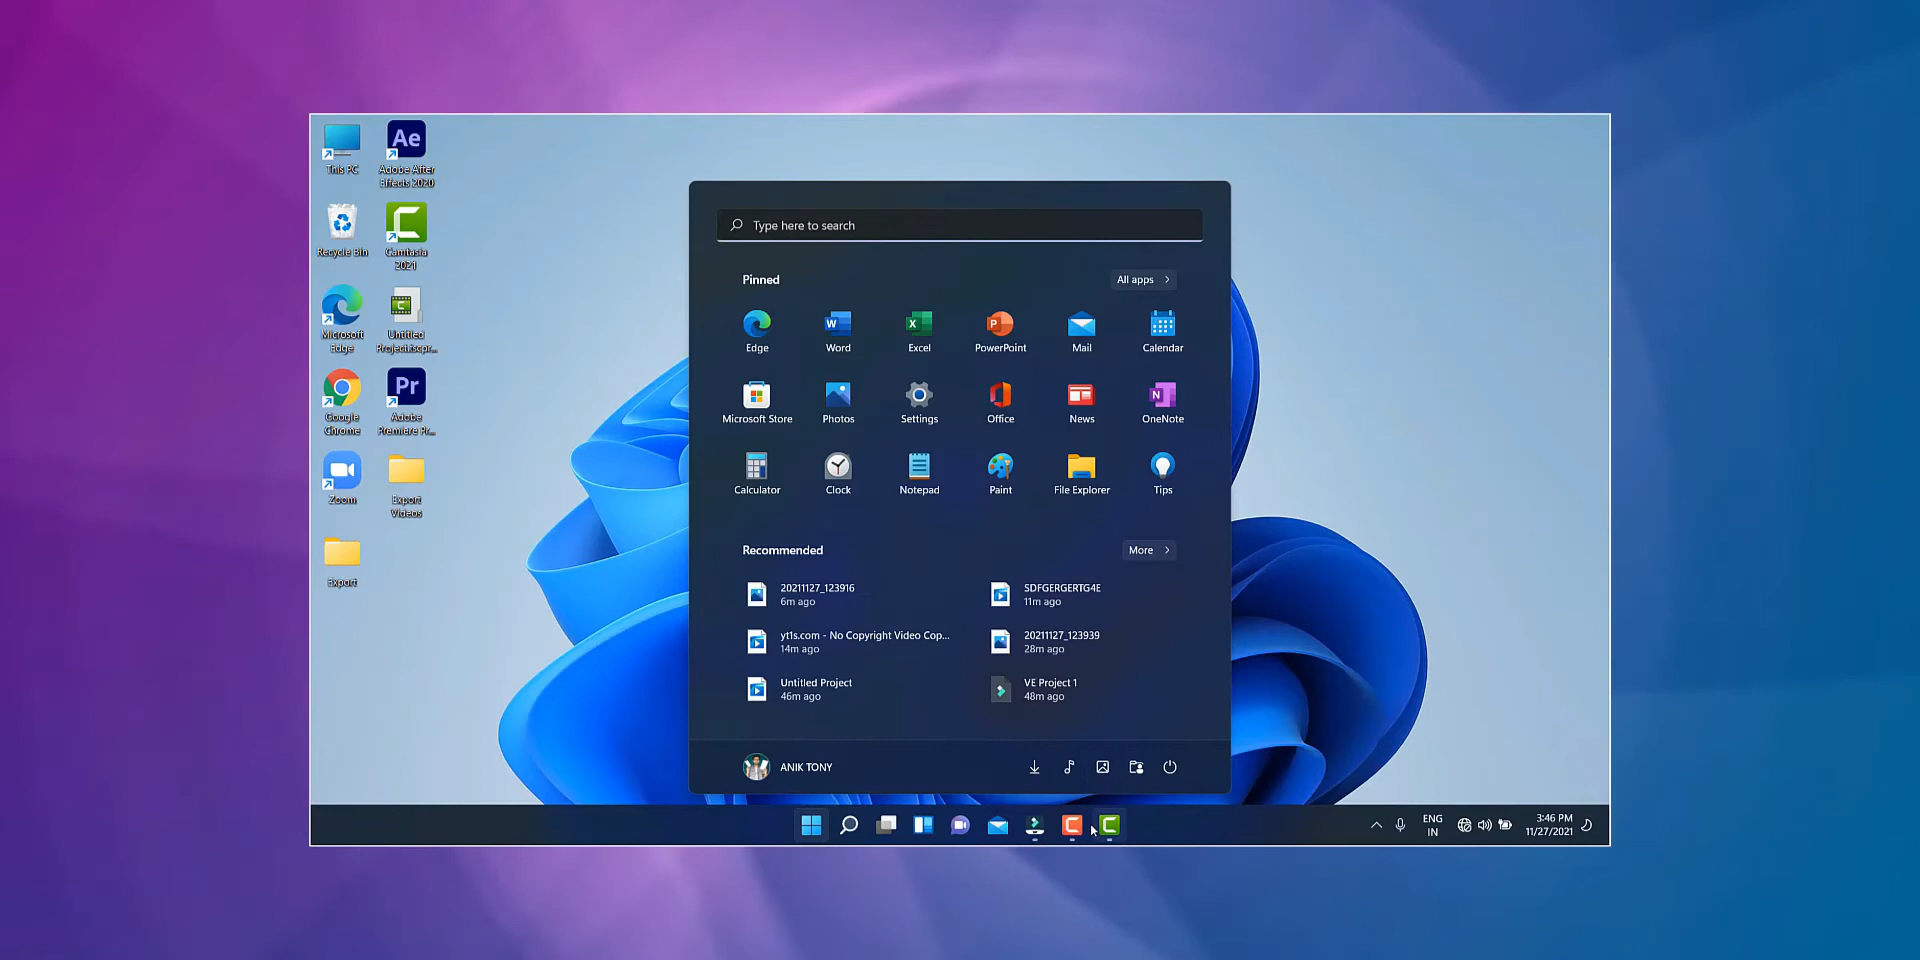 This PC
Ae
Adobe After
Effects 2020
Recycle Bin
Camtasia
2021
Microsoft
Edge
Untitled
Project.tscpr...
Google
Chrome
Pr
Adobe
Premiere Pr...
Zoom
Export
Videos
Export
Type here to search
Pinned
All apps
Edge
Word
Excel
PowerPoint
Mail
Calendar
Microsoft Store
Photos
Settings
Office
News
OneNote
Calculator
Clock
Notepad
Paint
File Explorer
Tips
Recommended
More
20211127_123916
6m ago
SDFGERGERTG4E
11m ago
yt1s.com - No Copyright Video Cop...
14m ago
20211127_123939
28m ago
Untitled Project
46m ago
VE Project 1
48m ago
ANIK TONY
ENG
IN
3:46 PM
11/27/2021